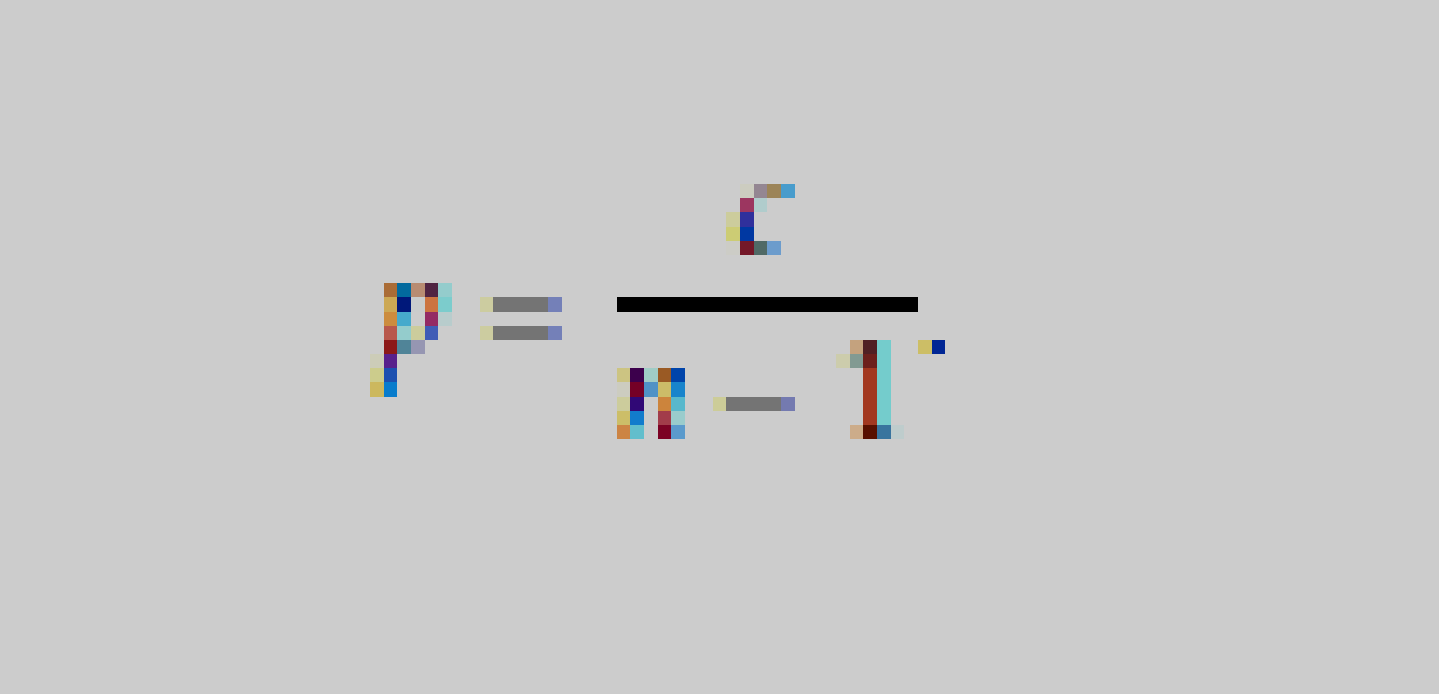 p = c / (n − 1).